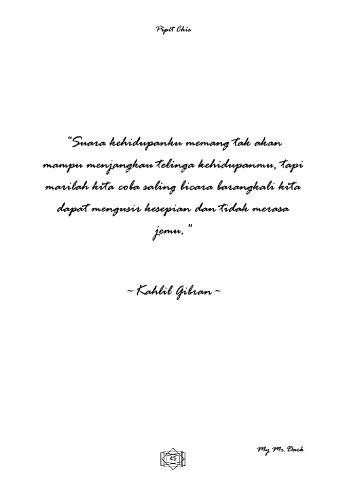 Pipit Chie
“Suara kehidupanku memang tak akan
mampu menjangkau telinga kehidupanmu, tapi
marilah kita coba saling bicara barangkali kita
dapat mengusir kesepian dan tidak merasa
jemu.”
~ Kahlil Gibran ~
45
My Mr. Dark